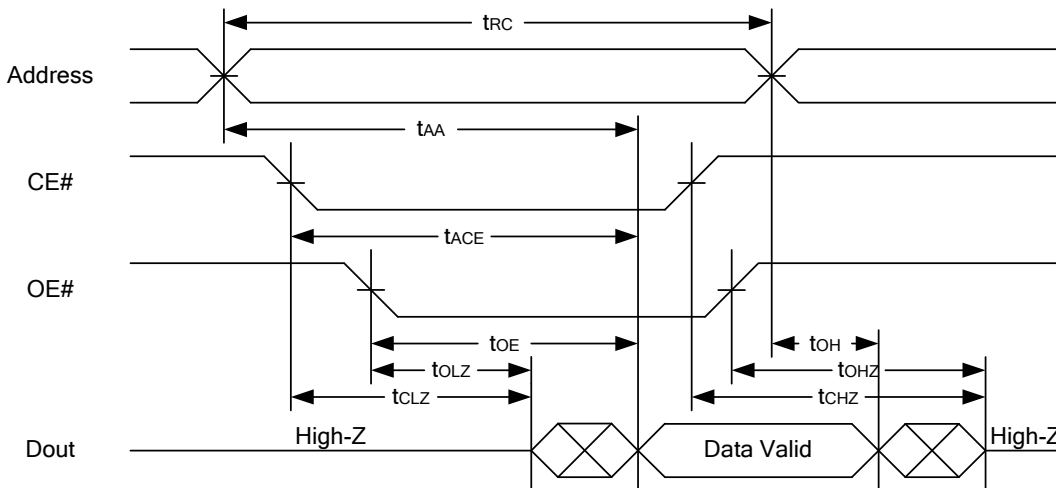 tRC
Address
tAA
CE#
tACE
OE#
tOE
tOH
tOLZ
tOHZ
tCLZ
tCHZ
High-Z
Data Valid
High-Z
Dout